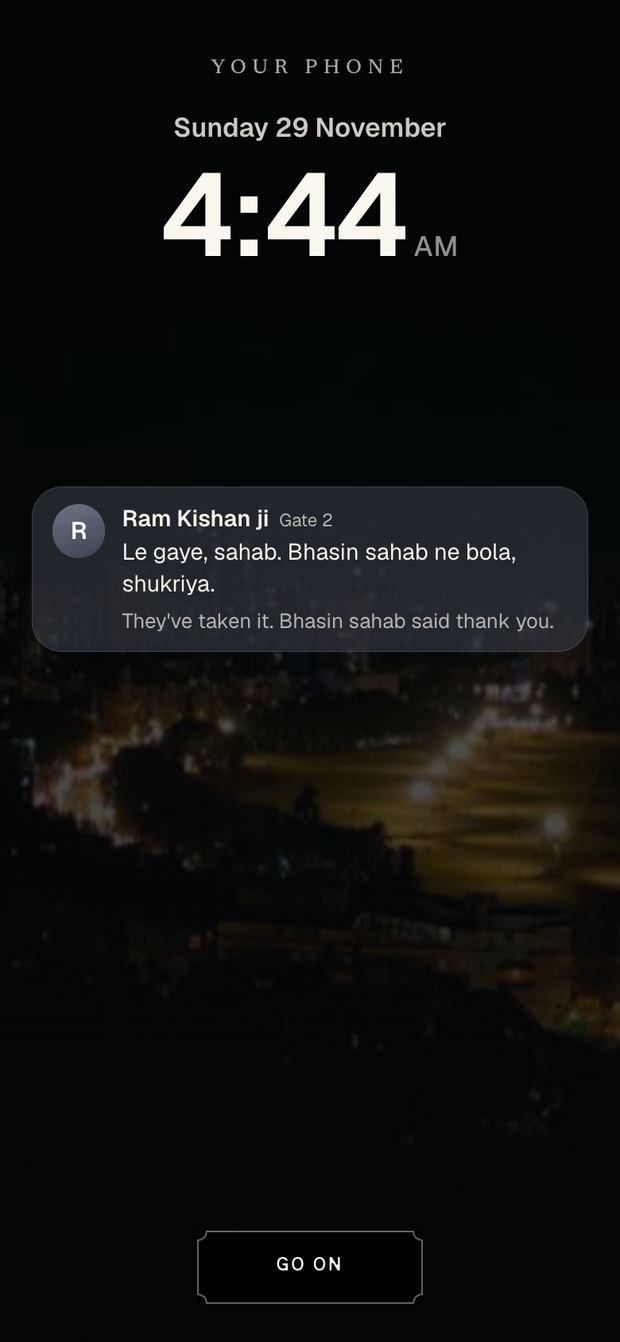 YOUR PHONE
Sunday 29 November
4:44 AM
R
Ram Kishan ji Gate 2
Le gaye, sahab. Bhasin sahab ne bola,
shukriya.
They've taken it. Bhasin sahab said thank you.
GO ON